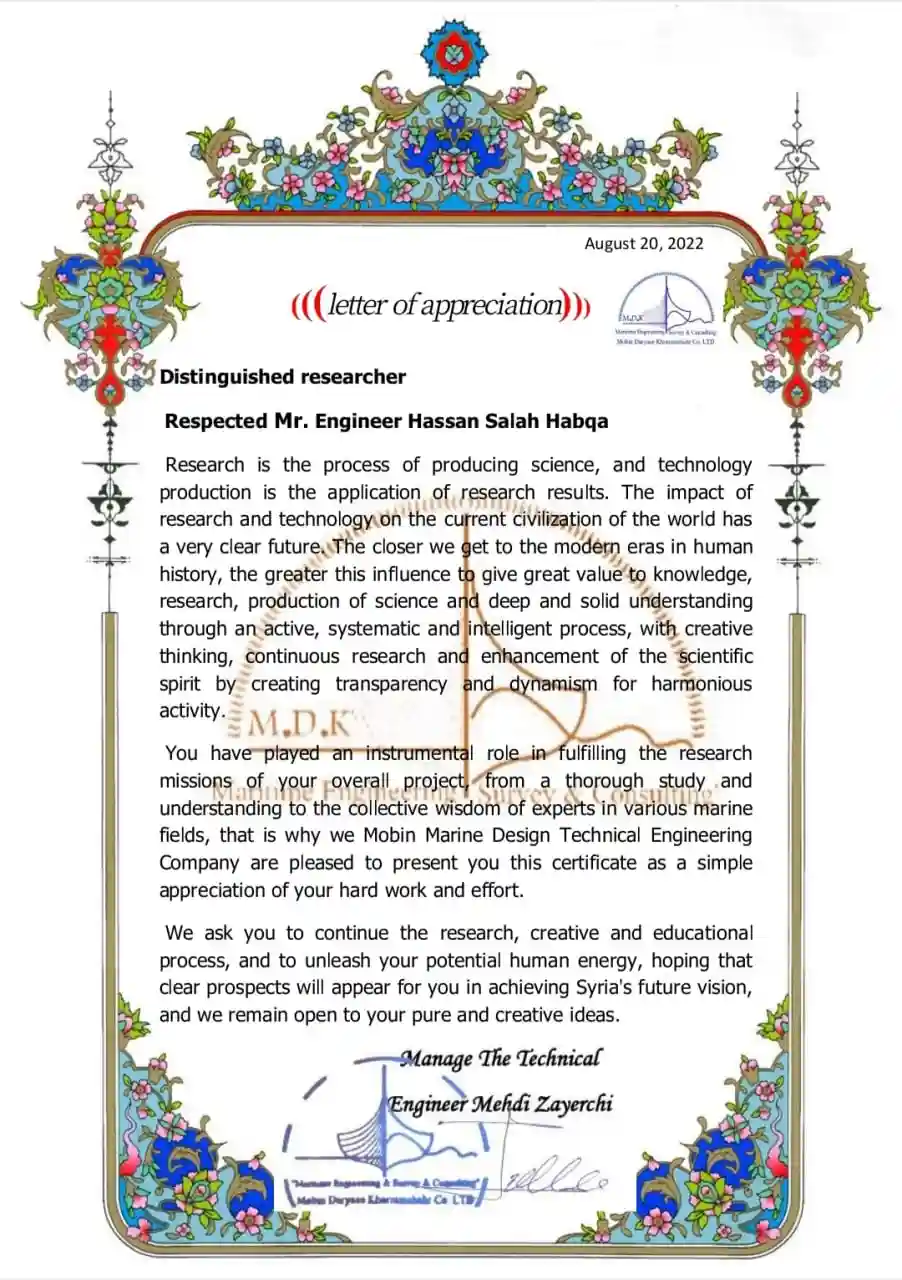 August 20, 2022
(((letter of appreciation)))
M.D.K
Maritime Engineering Survey & Consulting
Mobin Daryaye Khorramshahr Co. LTD
Distinguished researcher
Respected Mr. Engineer Hassan Salah Habqa
Research is the process of producing science, and technology
production is the application of research results. The impact of
research and technology on the current civilization of the world has
a very clear future. The closer we get to the modern eras in human
history, the greater this influence to give great value to knowledge,
research, production of science and deep and solid understanding
through an active, systematic and intelligent process, with creative
thinking, continuous research and enhancement of the scientific
spirit by creating transparency and dynamism for harmonious
activity.
M.D.K
You have played an instrumental role in fulfilling the research
missions of your overall project, from a thorough study and
Maritime Engineering Survey & Consulting
understanding to the collective wisdom of experts in various marine
fields, that is why we Mobin Marine Design Technical Engineering
Company are pleased to present you this certificate as a simple
appreciation of your hard work and effort.
We ask you to continue the research, creative and educational
process, and to unleash your potential human energy, hoping that
clear prospects will appear for you in achieving Syria's future vision,
and we remain open to your pure and creative ideas.
Manage The Technical
Engineer Mehdi Zayerchi
Maritime Engineering & Survey & Consulting
Mobin Co. LTD